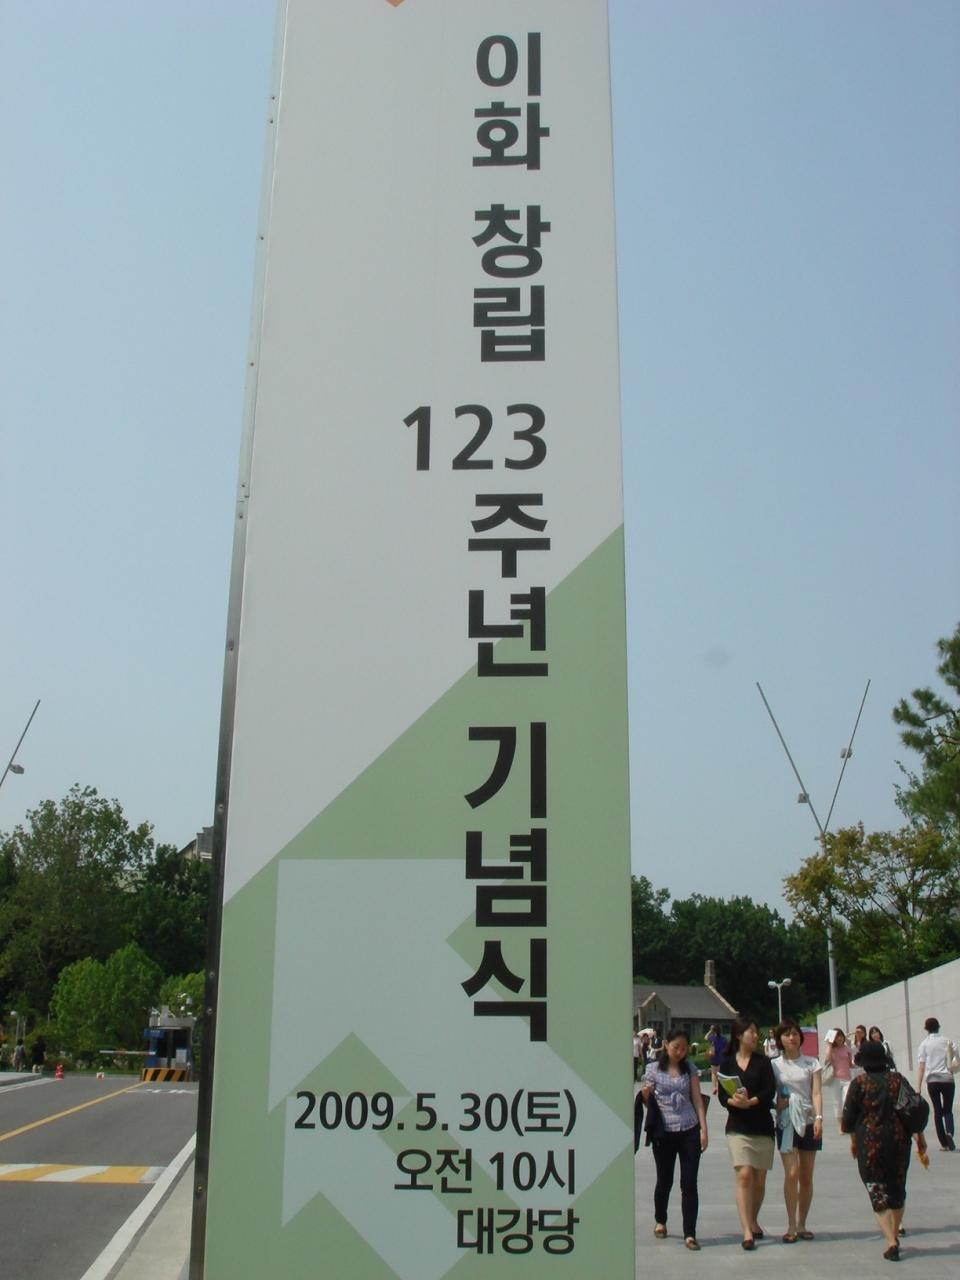 이화 창립
123
주년 기념식
2009.5.30(토)
오전 10시
대강당